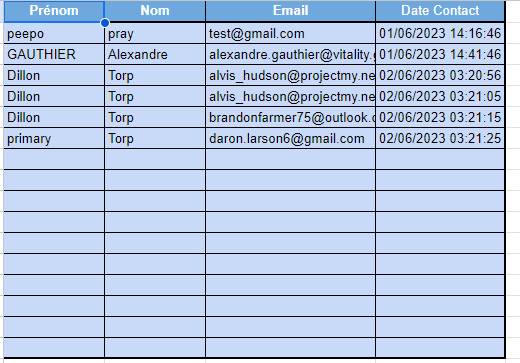 Prénom Nom Email Date Contact
peepo pray test@gmail.com 01/06/2023 14:16:46
GAUTHIER Alexandre alexandre.gauthier@vitality.g 01/06/2023 14:41:46
Dillon Torp alvis_hudson@projectmy.ne 02/06/2023 03:20:56
Dillon Torp alvis_hudson@projectmy.ne 02/06/2023 03:21:05
Dillon Torp brandonfarmer75@outlook.c 02/06/2023 03:21:15
primary Torp daron.larson6@gmail.com 02/06/2023 03:21:25